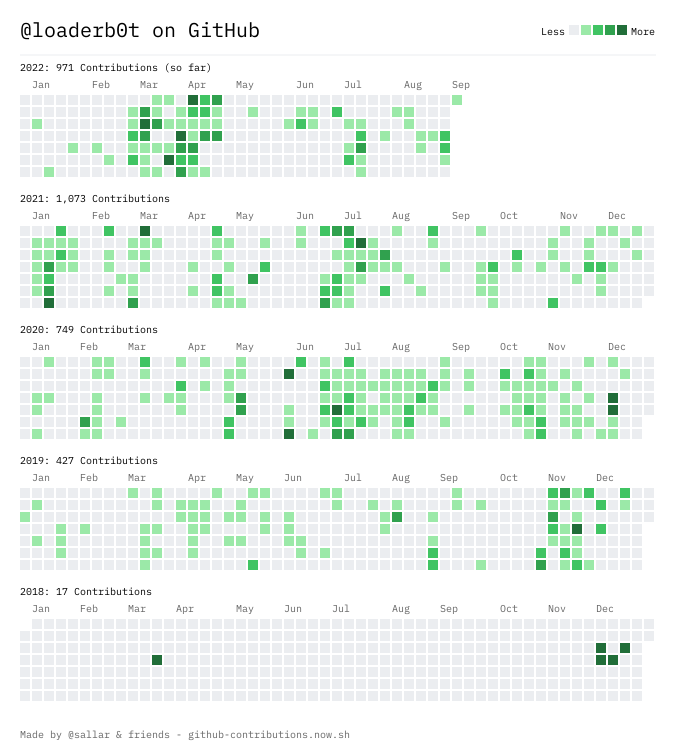 @loaderb0t on GitHub
Less More
2022: 971 Contributions (so far)
Jan Feb Mar Apr May Jun Jul Aug Sep
2021: 1,073 Contributions
Jan Feb Mar Apr May Jun Jul Aug Sep Oct Nov Dec
2020: 749 Contributions
Jan Feb Mar Apr May Jun Jul Aug Sep Oct Nov Dec
2019: 427 Contributions
Jan Feb Mar Apr May Jun Jul Aug Sep Oct Nov Dec
2018: 17 Contributions
Jan Feb Mar Apr May Jun Jul Aug Sep Oct Nov Dec
Made by @sallar & friends - github-contributions.now.sh